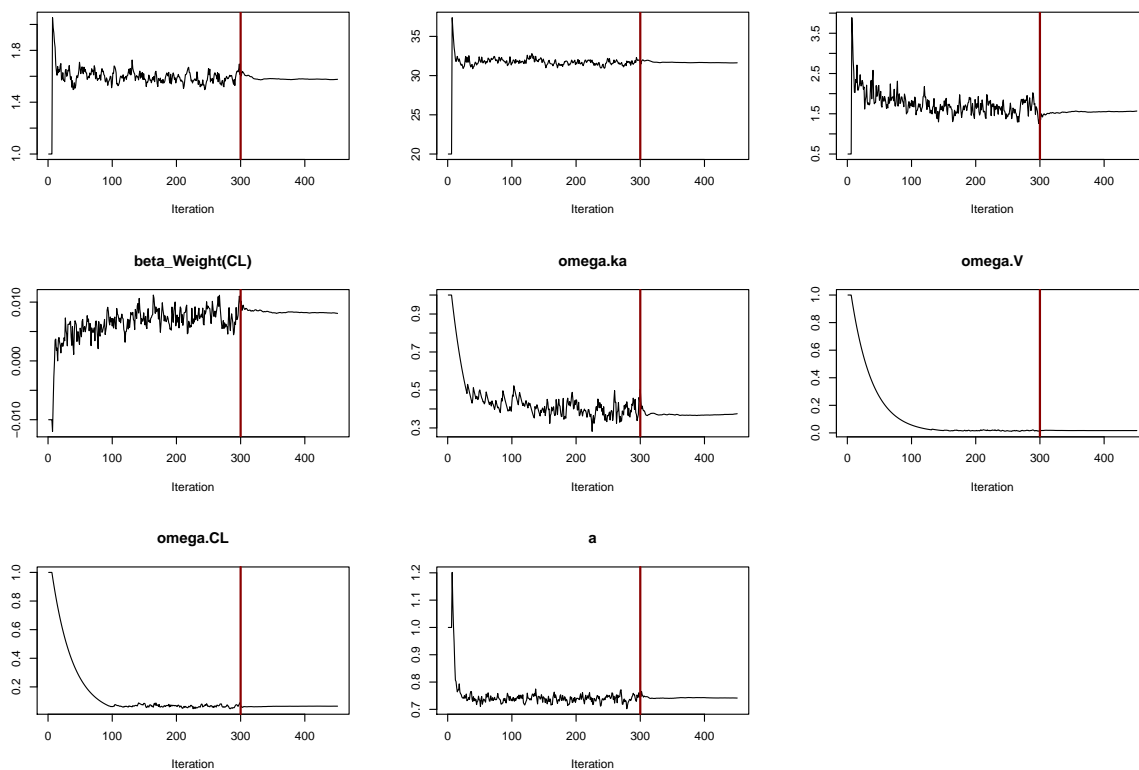 1.0 1.4 1.8
0 100 200 300 400
Iteration
20 25 30 35
0 100 200 300 400
Iteration
0.5 1.5 2.5 3.5
0 100 200 300 400
Iteration
beta_Weight(CL)
−0.010 0.000 0.010
0 100 200 300 400
Iteration
omega.ka
0.3 0.5 0.7 0.9
0 100 200 300 400
Iteration
omega.V
0.0 0.2 0.4 0.6 0.8 1.0
0 100 200 300 400
Iteration
omega.CL
0.2 0.4 0.6 0.8 1.0
0 100 200 300 400
Iteration
a
0.7 0.8 0.9 1.0 1.1 1.2
0 100 200 300 400
Iteration